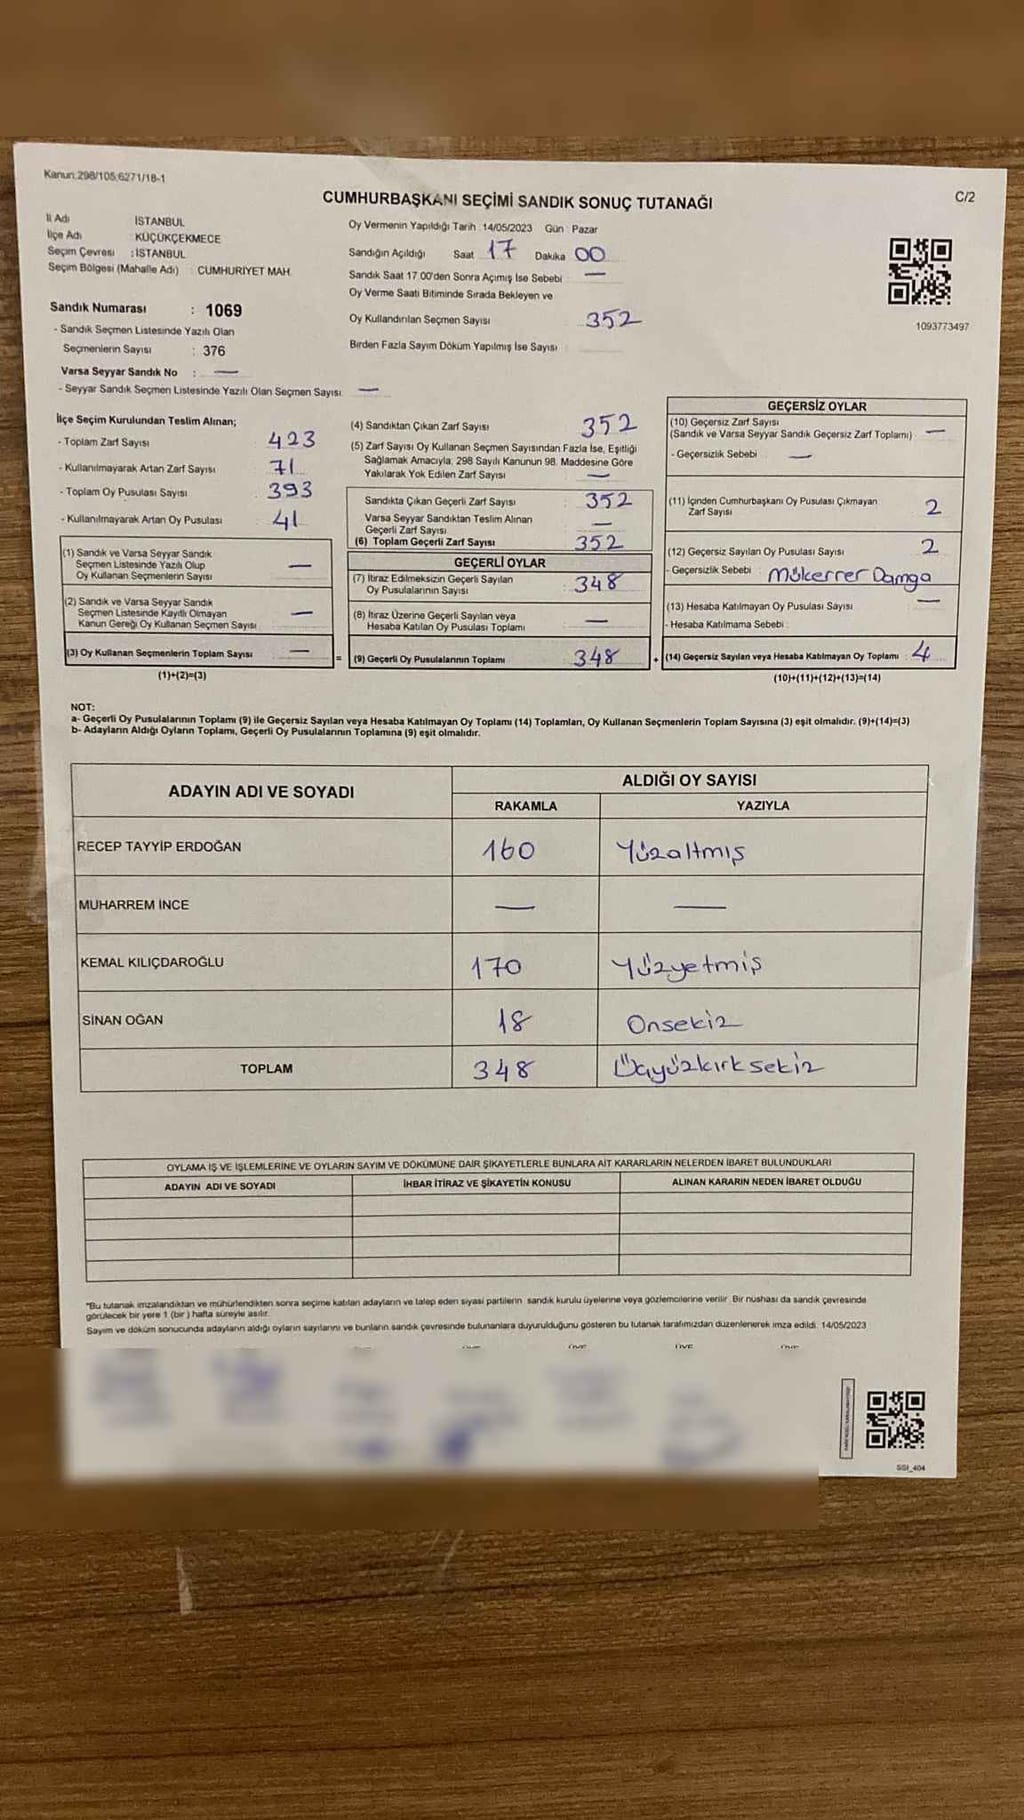 Kanun:298/105;6271/18-1
CUMHURBAŞKANI SEÇİMİ SANDIK SONUÇ TUTANAĞI
C/2
İl Adı İSTANBUL
İlçe Adı KÜÇÜKÇEKMECE
Seçim Çevresi : İSTANBUL
Seçim Bölgesi (Mahalle Adı) : CUMHURİYET MAH.
Oy Vermenin Yapıldığı Tarih : 14/05/2023 Gün : Pazar
Sandığın Açıldığı Saat 17 Dakika 00
Sandık Saat 17.00'den Sonra Açımış İse Sebebi —
Oy Verme Saati Bitiminde Sırada Bekleyen ve
Oy Kullandırılan Seçmen Sayısı 352
Birden Fazla Sayım Döküm Yapılmış İse Sayısı
1093773497
Sandık Numarası : 1069
- Sandık Seçmen Listesinde Yazılı Olan
Seçmenlerin Sayısı : 376
Varsa Seyyar Sandık No : —
- Seyyar Sandık Seçmen Listesinde Yazılı Olan Seçmen Sayısı: —
İlçe Seçim Kurulundan Teslim Alınan;
- Toplam Zarf Sayısı 423
- Kullanılmayarak Artan Zarf Sayısı 71
- Toplam Oy Pusulası Sayısı 393
- Kullanılmayarak Artan Oy Pusulası 41
(1) Sandık ve Varsa Seyyar Sandık
Seçmen Listesinde Yazılı Olup
Oy Kullanan Seçmenlerin Sayısı —
(2) Sandık ve Varsa Seyyar Sandık
Seçmen Listesinde Kayıtlı Olmayan
Kanun Gereği Oy Kullanan Seçmen Sayısı —
(3) Oy Kullanan Seçmenlerin Toplam Sayısı —
(1)+(2)=(3)
=
(4) Sandıktan Çıkan Zarf Sayısı 352
(5) Zarf Sayısı Oy Kullanan Seçmen Sayısından Fazla İse, Eşitliği
Sağlamak Amacıyla; 298 Sayılı Kanunun 98. Maddesine Göre
Yakılarak Yok Edilen Zarf Sayısı —
Sandıkta Çıkan Geçerli Zarf Sayısı 352
Varsa Seyyar Sandıktan Teslim Alınan
Geçerli Zarf Sayısı —
(6) Toplam Geçerli Zarf Sayısı 352
GEÇERLİ OYLAR
(7) İtiraz Edilmeksizin Geçerli Sayılan
Oy Pusulalarının Sayısı 348
(8) İtiraz Üzerine Geçerli Sayılan veya
Hesaba Katılan Oy Pusulası Toplamı —
(9) Geçerli Oy Pusulalarının Toplamı 348
+
GEÇERSİZ OYLAR
(10) Geçersiz Zarf Sayısı
(Sandık ve Varsa Seyyar Sandık Geçersiz Zarf Toplamı) —
- Geçersizlik Sebebi —
(11) İçinden Cumhurbaşkanı Oy Pusulası Çıkmayan
Zarf Sayısı 2
(12) Geçersiz Sayılan Oy Pusulası Sayısı 2
- Geçersizlik Sebebi : Mükerrer Damga
(13) Hesaba Katılmayan Oy Pusulası Sayısı —
- Hesaba Katılmama Sebebi :
(14) Geçersiz Sayılan veya Hesaba Katılmayan Oy Toplamı : 4
(10)+(11)+(12)+(13)=(14)
NOT:
a- Geçerli Oy Pusulalarının Toplamı (9) ile Geçersiz Sayılan veya Hesaba Katılmayan Oy Toplamı (14) Toplamları, Oy Kullanan Seçmenlerin Toplam Sayısına (3) eşit olmalıdır. (9)+(14)=(3)
b- Adayların Aldığı Oyların Toplamı, Geçerli Oy Pusulalarının Toplamına (9) eşit olmalıdır.
ADAYIN ADI VE SOYADI ALDIĞI OY SAYISI
RAKAMLA YAZIYLA
RECEP TAYYİP ERDOĞAN 160 Yüzaltmış
MUHARREM İNCE — —
KEMAL KILIÇDAROĞLU 170 Yüzyetmiş
SİNAN OĞAN 18 Onsekiz
TOPLAM 348 Üçyüzkırksekiz
OYLAMA İŞ VE İŞLEMLERİNE VE OYLARIN SAYIM VE DÖKÜMÜNE DAİR ŞİKAYETLERLE BUNLARA AİT KARARLARIN NELERDEN İBARET BULUNDUKLARI
ADAYIN ADI VE SOYADI İHBAR İTİRAZ VE ŞİKAYETİN KONUSU ALINAN KARARIN NEDEN İBARET OLDUĞU
*Bu tutanak imzalandıktan ve mühürlendikten sonra seçime katılan adayların ve talep eden siyasi partilerin sandık kurulu üyelerine veya gözlemcilerine verilir. Bir nüshası da sandık çevresinde
görülecek bir yere 1 (bir) hafta süreyle asılır.
Sayım ve döküm sonucunda adayların aldığı oyların sayılarını ve bunların sandık çevresinde bulunanlara duyurulduğunu gösteren bu tutanak tarafımızdan düzenlenerek imza edildi. 14/05/2023
SSI_404